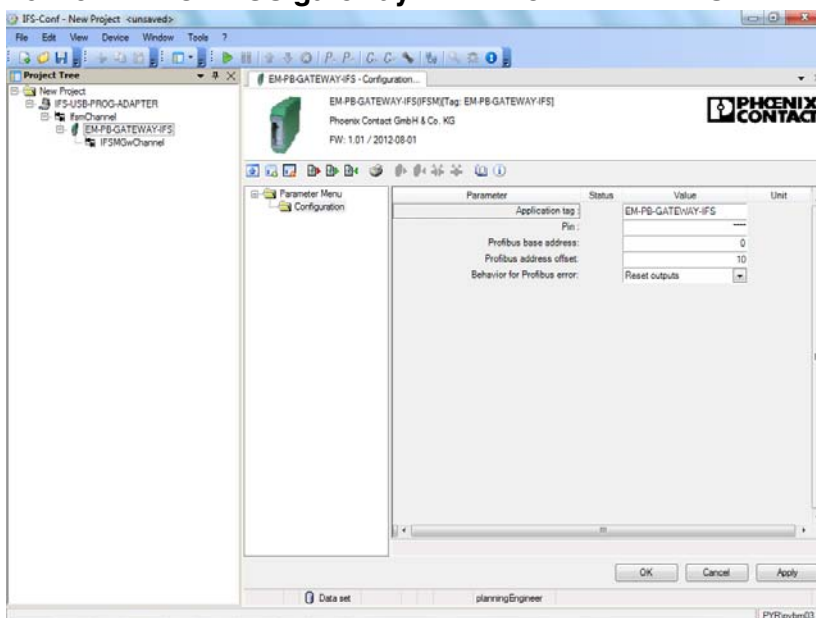 IFS-Conf - New Project <unsaved>
File Edit View Device Window Tools ?
Project Tree
New Project
IFS-USB-PROG-ADAPTER
IfsmChannel
EM-PB-GATEWAY-IFS
IFSMGwChannel
EM-PB-GATEWAY-IFS - Configuration...
EM-PB-GATEWAY-IFS(IFSM)[Tag: EM-PB-GATEWAY-IFS]
Phoenix Contact GmbH & Co. KG
FW: 1.01 / 2012-08-01
PHŒNIX
CONTACT
Parameter Menu
Configuration
Parameter Status Value Unit
Application tag : EM-PB-GATEWAY-IFS
Pin : ****
Profibus base address: 0
Profibus address offset: 10
Behavior for Profibus error: Reset outputs
OK Cancel Apply
Data set planningEngineer